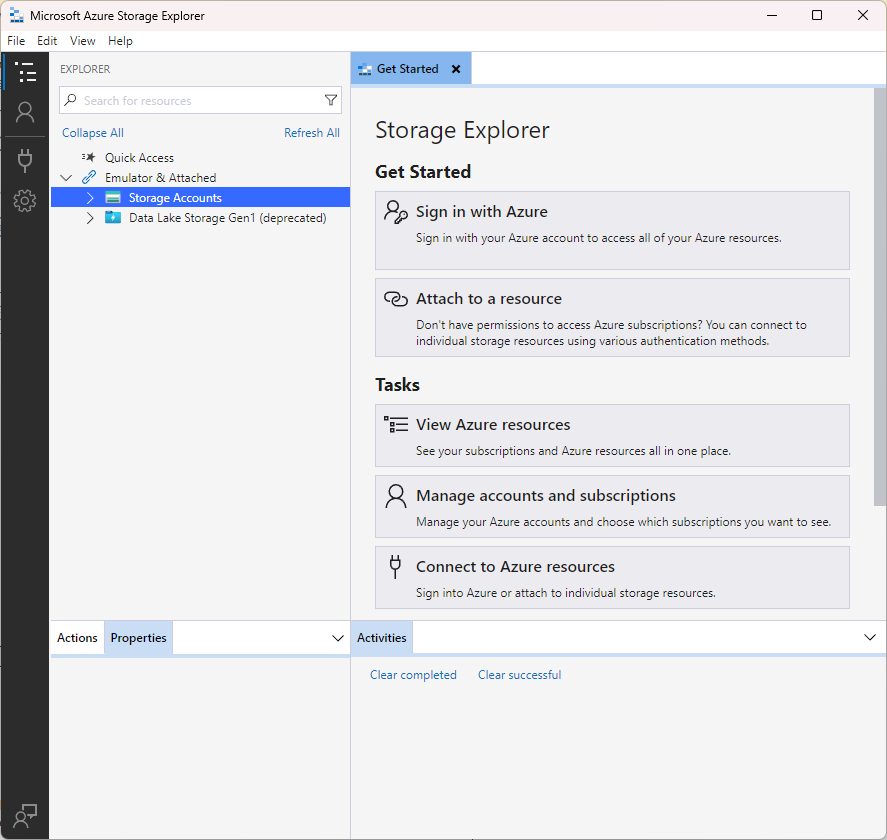 Microsoft Azure Storage Explorer
File Edit View Help
EXPLORER
Search for resources
Collapse All
Refresh All
Quick Access
Emulator & Attached
Storage Accounts
Data Lake Storage Gen1 (deprecated)
Get Started
Storage Explorer
Get Started
Sign in with Azure
Sign in with your Azure account to access all of your Azure resources.
Attach to a resource
Don't have permissions to access Azure subscriptions? You can connect to
individual storage resources using various authentication methods.
Tasks
View Azure resources
See your subscriptions and Azure resources all in one place.
Manage accounts and subscriptions
Manage your Azure accounts and choose which subscriptions you want to see.
Connect to Azure resources
Sign into Azure or attach to individual storage resources.
Actions Properties
Activities
Clear completed Clear successful